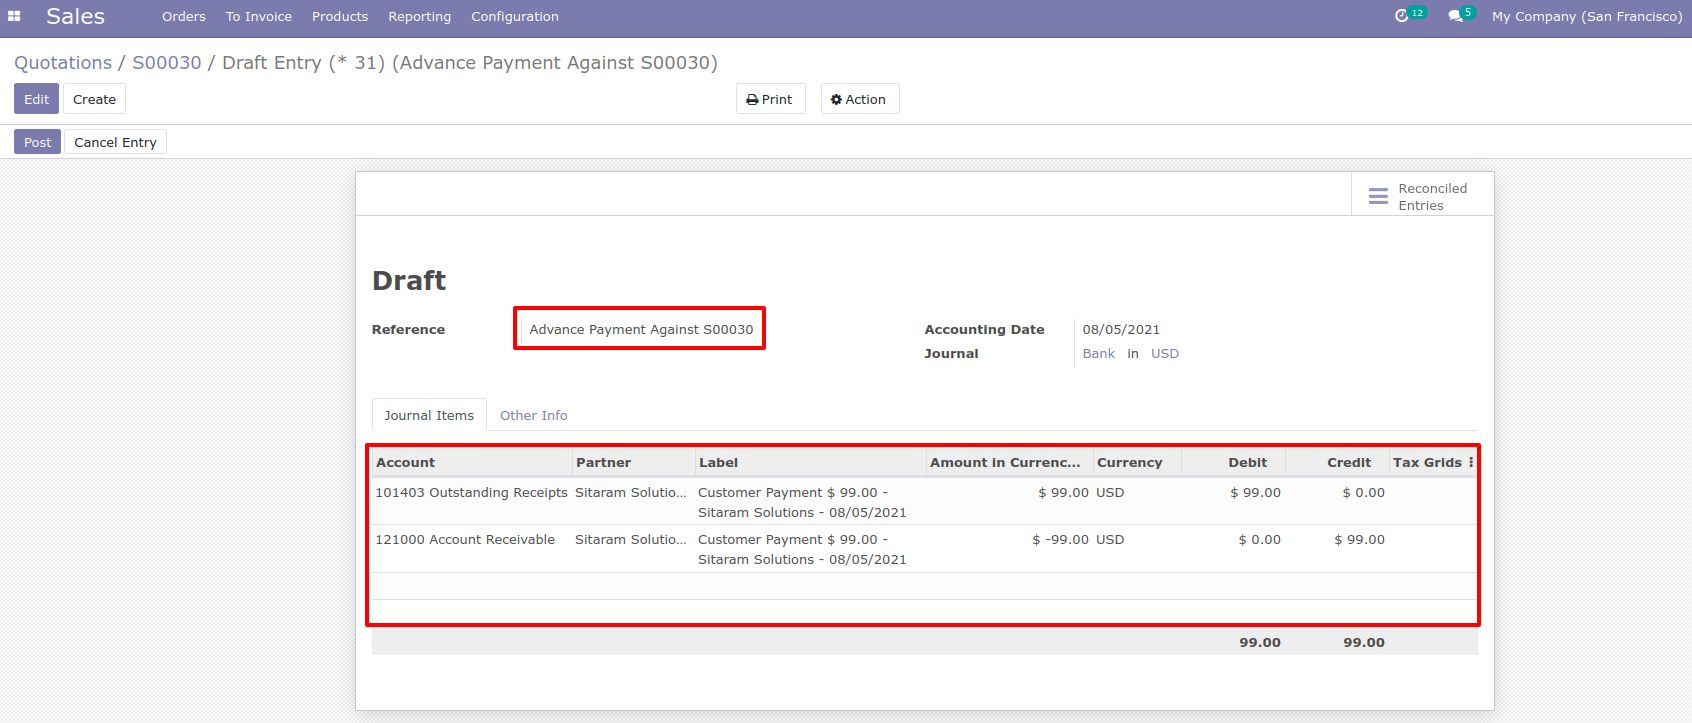 Sales Orders To Invoice Products Reporting Configuration 12 5 My Company (San Francisco)
Quotations / S00030 / Draft Entry (* 31) (Advance Payment Against S00030)
Edit Create Print Action
Post Cancel Entry
Reconciled
Entries
Draft
Reference Advance Payment Against S00030 Accounting Date 08/05/2021
Journal Bank in USD
Journal Items Other Info
Account Partner Label Amount in Currenc... Currency Debit Credit Tax Grids
101403 Outstanding Receipts Sitaram Solutio... Customer Payment $ 99.00 - $ 99.00 USD $ 99.00 $ 0.00
Sitaram Solutions - 08/05/2021
121000 Account Receivable Sitaram Solutio... Customer Payment $ 99.00 - $ -99.00 USD $ 0.00 $ 99.00
Sitaram Solutions - 08/05/2021
99.00 99.00